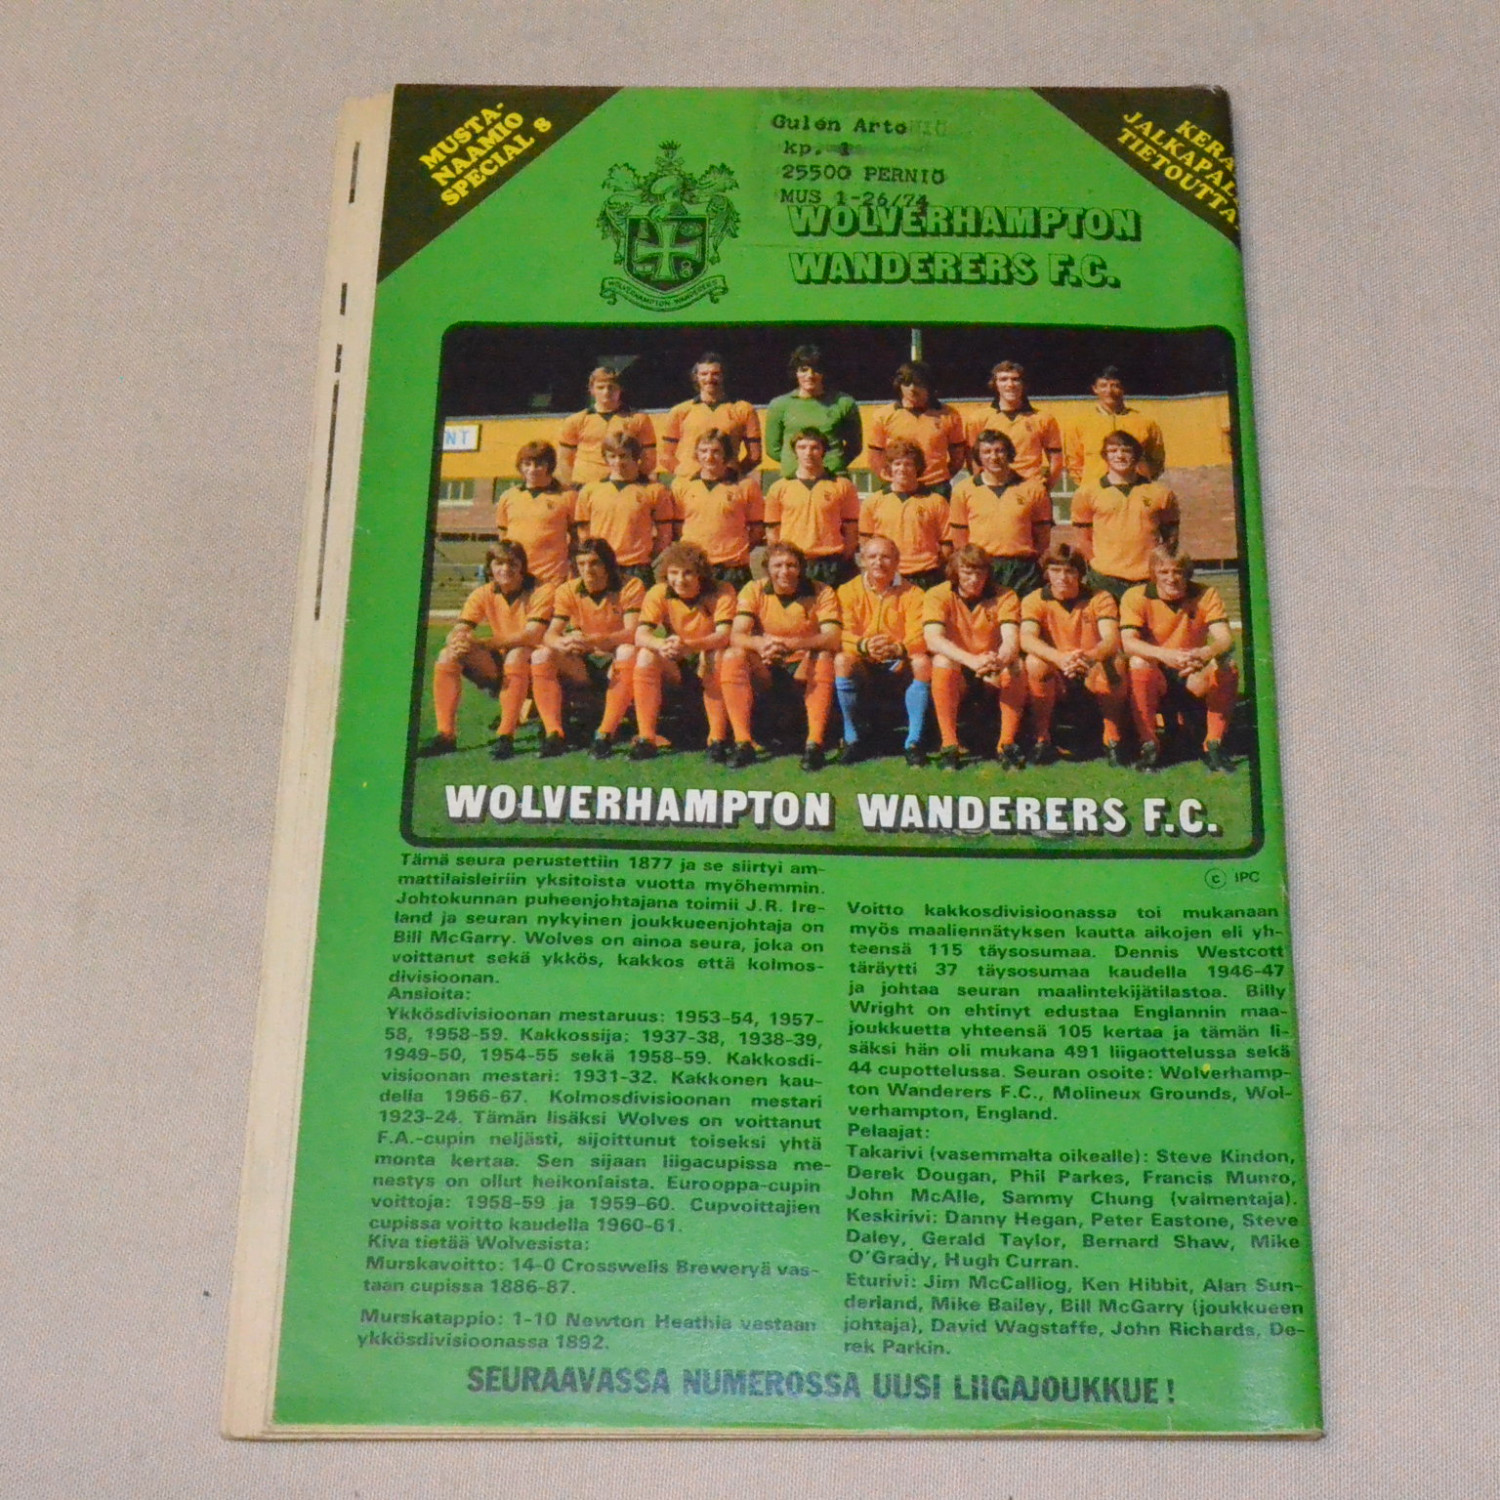 MUSTA-
NAAMIO
SPECIAL 8
Gulen Arto
kp. 1
25500 PERNIÖ
MUS 1-26/74
KERÄ
JALKAPAL
TIETOUTTA
WOLVERHAMPTON
WANDERERS F.C.
WOLVERHAMPTON WANDERERS
NT
WOLVERHAMPTON WANDERERS F.C.
© IPC
Tämä seura perustettiin 1877 ja se siirtyi am-
mattilaisleiriin yksitoista vuotta myöhemmin.
Johtokunnan puheenjohtajana toimii J.R. Ire-
land ja seuran nykyinen joukkueenjohtaja on
Bill McGarry. Wolves on ainoa seura, joka on
voittanut sekä ykkös, kakkos että kolmos-
divisioonan.
Ansioita:
Ykkösdivisioonan mestaruus: 1953-54, 1957-
58, 1958-59. Kakkossija: 1937-38, 1938-39,
1949-50, 1954-55 sekä 1958-59. Kakkosdi-
visioonan mestari: 1931-32. Kakkonen kau-
della 1966-67. Kolmosdivisioonan mestari
1923-24. Tämän lisäksi Wolves on voittanut
F.A.-cupin neljästi, sijoittunut toiseksi yhtä
monta kertaa. Sen sijaan liigacupissa me-
nestys on ollut heikonlaista. Eurooppa-cupin
voittoja: 1958-59 ja 1959-60. Cupvoittajien
cupissa voitto kaudella 1960-61.
Kiva tietää Wolvesista:
Murskavoitto: 14-0 Crosswells Breweryä vas-
taan cupissa 1886-87.
Murskatappio: 1-10 Newton Heathia vastaan
ykkösdivisioonassa 1892.
Voitto kakkosdivisioonassa toi mukanaan
myös maaliennätyksen kautta aikojen eli yh-
teensä 115 täysosumaa. Dennis Westcott
täräytti 37 täysosumaa kaudella 1946-47
ja johtaa seuran maalintekijätilastoa. Billy
Wright on ehtinyt edustaa Englannin maa-
joukkuetta yhteensä 105 kertaa ja tämän li-
säksi hän oli mukana 491 liigaottelussa sekä
44 cupottelussa. Seuran osoite: Wolverhamp-
ton Wanderers F.C., Molineux Grounds, Wol-
verhampton, England.
Pelaajat:
Takarivi (vasemmalta oikealle): Steve Kindon,
Derek Dougan, Phil Parkes, Francis Munro,
John McAlle, Sammy Chung (valmentaja).
Keskirivi: Danny Hegan, Peter Eastone, Steve
Daley, Gerald Taylor, Bernard Shaw, Mike
O'Grady, Hugh Curran.
Eturivi: Jim McCalliog, Ken Hibbit, Alan Sun-
derland, Mike Bailey, Bill McGarry (joukkueen
johtaja), David Wagstaffe, John Richards, De-
rek Parkin.
SEURAAVASSA NUMEROSSA UUSI LIIGAJOUKKUE!